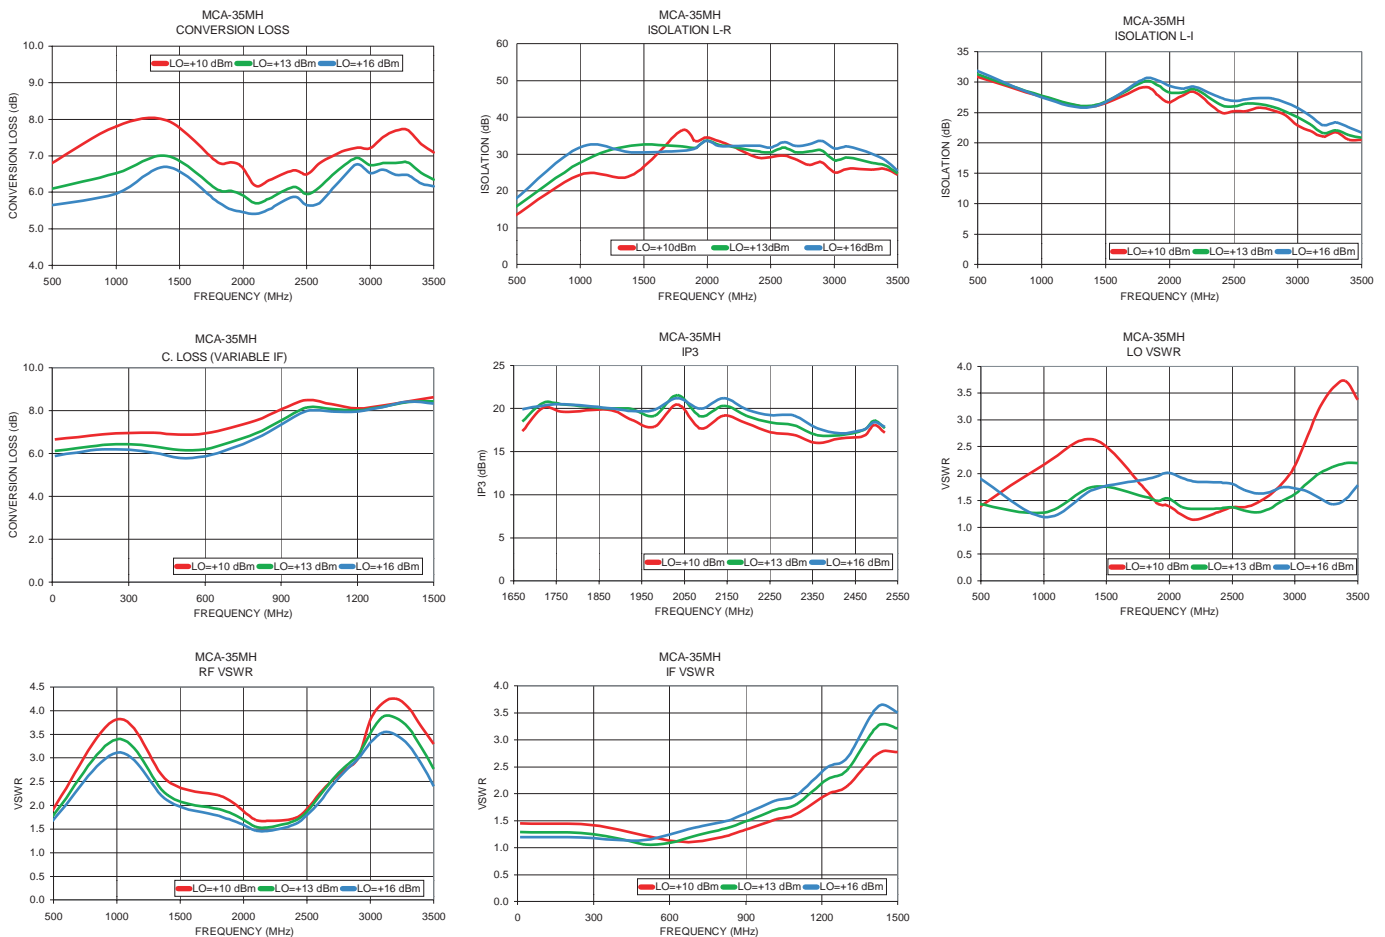 MCA-35MH
CONVERSION LOSS
CONVERSION LOSS (dB)
10.0
9.0
8.0
7.0
6.0
5.0
4.0
LO=+10 dBm LO=+13 dBm LO=+16 dBm
500 1000 1500 2000 2500 3000 3500
FREQUENCY (MHz)
MCA-35MH
ISOLATION L-R
ISOLATION (dB)
60
50
40
30
20
10
0
LO=+10dBm LO=+13dBm LO=+16dBm
500 1000 1500 2000 2500 3000 3500
FREQUENCY (MHz)
MCA-35MH
ISOLATION L-I
ISOLATION (dB)
35
30
25
20
15
10
5
0
LO=+10 dBm LO=+13 dBm LO=+16 dBm
500 1000 1500 2000 2500 3000 3500
FREQUENCY (MHz)
MCA-35MH
C. LOSS (VARIABLE IF)
CONVERSION LOSS (dB)
10.0
8.0
6.0
4.0
2.0
0.0
LO=+10 dBm LO=+13 dBm LO=+16 dBm
0 300 600 900 1200 1500
FREQUENCY (MHz)
MCA-35MH
IP3
IP3 (dBm)
25
20
15
10
5
0
LO=+10 dBm LO=+13 dBm LO=+16 dBm
1650 1750 1850 1950 2050 2150 2250 2350 2450 2550
FREQUENCY (MHz)
MCA-35MH
LO VSWR
VSWR
4.0
3.5
3.0
2.5
2.0
1.5
1.0
0.5
0.0
LO=+10 dBm LO=+13 dBm LO=+16 dBm
500 1000 1500 2000 2500 3000 3500
FREQUENCY (MHz)
MCA-35MH
RF VSWR
VSWR
4.5
4.0
3.5
3.0
2.5
2.0
1.5
1.0
0.5
0.0
LO=+10 dBm LO=+13 dBm LO=+16 dBm
500 1000 1500 2000 2500 3000 3500
FREQUENCY (MHz)
MCA-35MH
IF VSWR
VSWR
4.0
3.5
3.0
2.5
2.0
1.5
1.0
0.5
0.0
LO=+10 dBm LO=+13 dBm LO=+16 dBm
0 300 600 900 1200 1500
FREQUENCY (MHz)